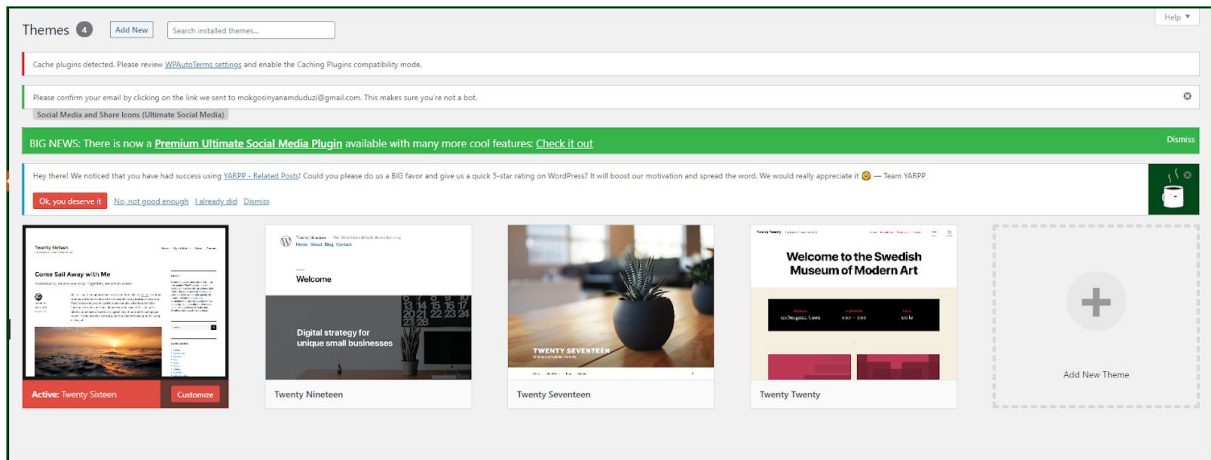 Help ▼
Themes 4 Add New Search installed themes...
Cache plugins detected. Please review WPAutoTerms settings and enable the Caching Plugins compatibility mode.
Please confirm your email by clicking on the link we sent to mokgosinyanamduduzi@gmail.com. This makes sure you're not a bot.
Social Media and Share Icons (Ultimate Social Media)
BIG NEWS: There is now a Premium Ultimate Social Media Plugin available with many more cool features: Check it out Dismiss
Hey there! We noticed that you have had success using YARPP - Related Posts! Could you please do us a BIG favor and give us a quick 5-star rating on WordPress? It will boost our motivation and spread the word. We would really appreciate it 😀 — Team YARPP
Ok, you deserve it No, not good enough I already did Dismiss
Twenty Sixteen
Come Sail Away with Me
Active: Twenty Sixteen Customize
Home About Blog Contact
Welcome
Digital strategy for
unique small businesses
Twenty Nineteen
TWENTY SEVENTEEN
Twenty Seventeen
Twenty Twenty
Welcome to the Swedish
Museum of Modern Art
Twenty Twenty
Add New Theme